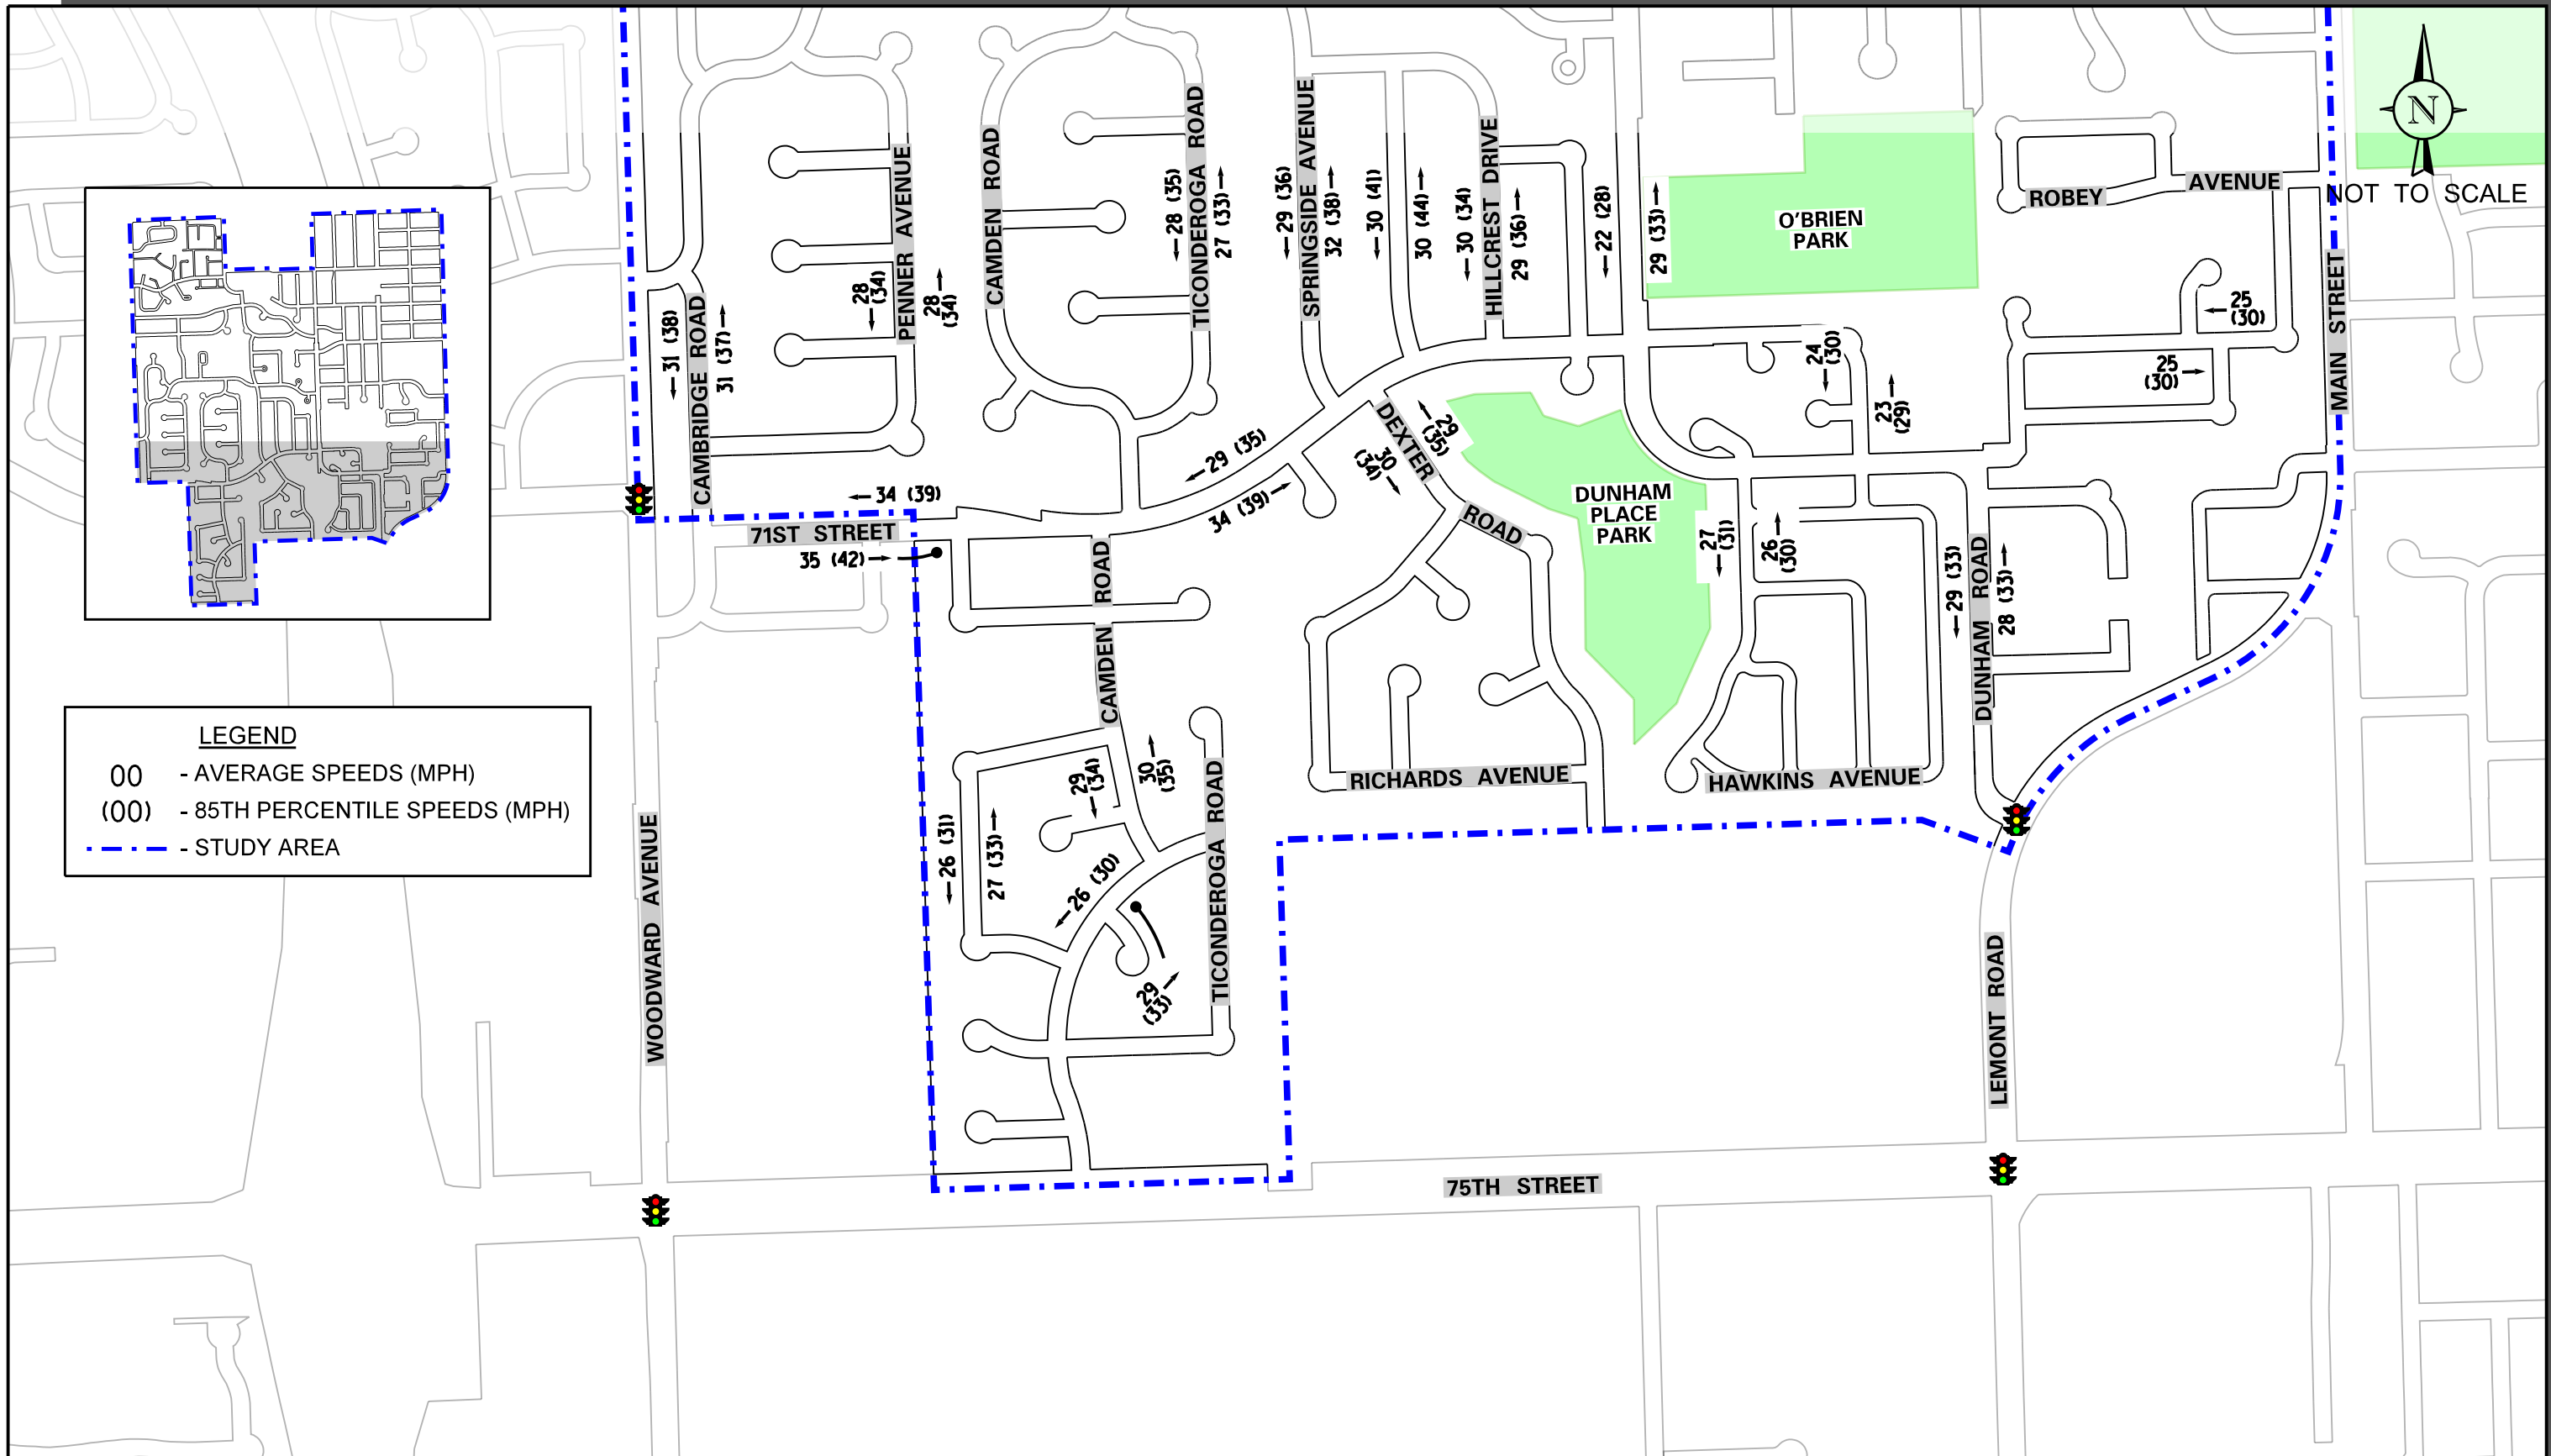 N
NOT TO SCALE
CAMBRIDGE ROAD
31 (38)
31 (37)
PENNER AVENUE
28
(34)
28
(34)
CAMDEN ROAD
TICONDEROGA ROAD
28 (35)
27 (33)
SPRINGSIDE AVENUE
29 (36)
32 (38)
30 (41)
30 (44)
HILLCREST DRIVE
30 (34)
29 (36)
22 (28)
29 (33)
O'BRIEN
PARK
ROBEY AVENUE
MAIN STREET
25
(30)
25
(30)
24
(30)
23
(29)
29 (35)
34 (39)
34 (39)
71ST STREET
35 (42)
DEXTER ROAD
29
(35)
30
(34)
DUNHAM
PLACE
PARK
27
(31)
26
(30)
DUNHAM ROAD
29 (33)
28 (33)
CAMDEN ROAD
30
(35)
29
(34)
26 (31)
27 (33)
26 (30)
29
(33)
TICONDEROGA ROAD
RICHARDS AVENUE
HAWKINS AVENUE
WOODWARD AVENUE
LEMONT ROAD
75TH STREET
LEGEND
00 - AVERAGE SPEEDS (MPH)
(00) - 85TH PERCENTILE SPEEDS (MPH)
- STUDY AREA